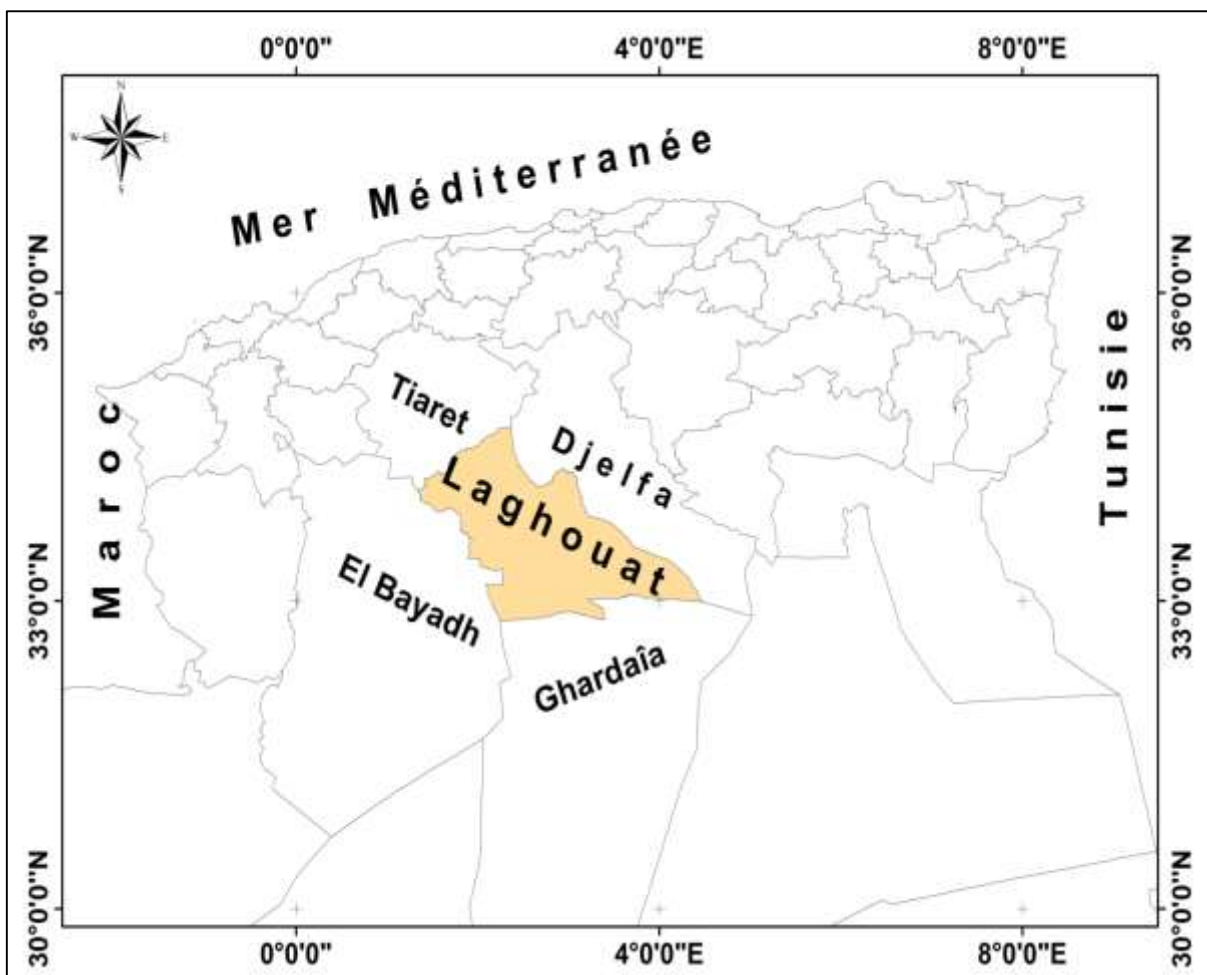 0°0'0" 4°0'0"E 8°0'0"E
N
W E
S
Mer Méditerranée
36°0'0"N 36°0'0"N
Tiaret
Djelfa
Laghouat
Maroc
Tunisie
El Bayadh
33°0'0"N 33°0'0"N
Ghardaîa
30°0'0"N 30°0'0"N
0°0'0" 4°0'0"E 8°0'0"E